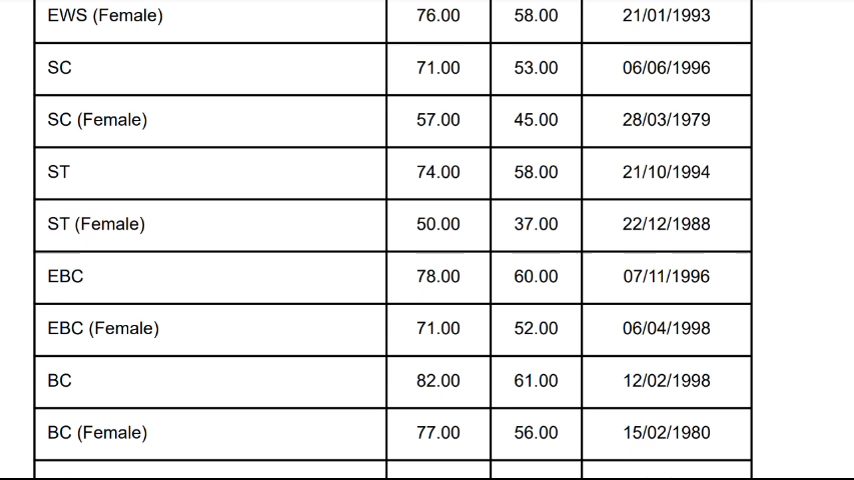 EWS (Female) 76.00 58.00 21/01/1993
SC 71.00 53.00 06/06/1996
SC (Female) 57.00 45.00 28/03/1979
ST 74.00 58.00 21/10/1994
ST (Female) 50.00 37.00 22/12/1988
EBC 78.00 60.00 07/11/1996
EBC (Female) 71.00 52.00 06/04/1998
BC 82.00 61.00 12/02/1998
BC (Female) 77.00 56.00 15/02/1980